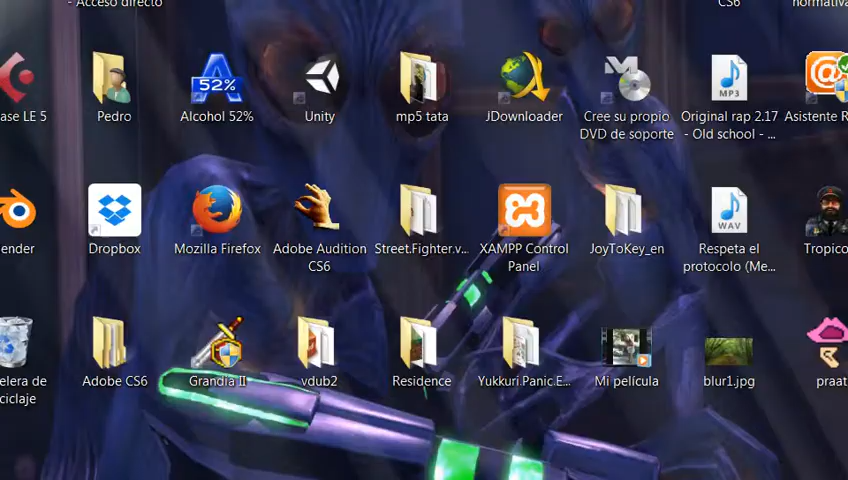 - Acceso directo
CS6
normativa
ase LE 5
Pedro
52%
Alcohol 52%
Unity
mp5 tata
JDownloader
Cree su propio
DVD de soporte
MP3
Original rap 2.17
- Old school - ...
Asistente R
ender
Dropbox
Mozilla Firefox
Adobe Audition
CS6
Street.Fighter.v...
XAMPP Control
Panel
JoyToKey_en
WAV
Respeta el
protocolo (Me...
Tropico
elera de
ciclaje
Adobe CS6
Grandia II
vdub2
Residence
Yukkuri.Panic.E...
Mi película
blur1.jpg
praat